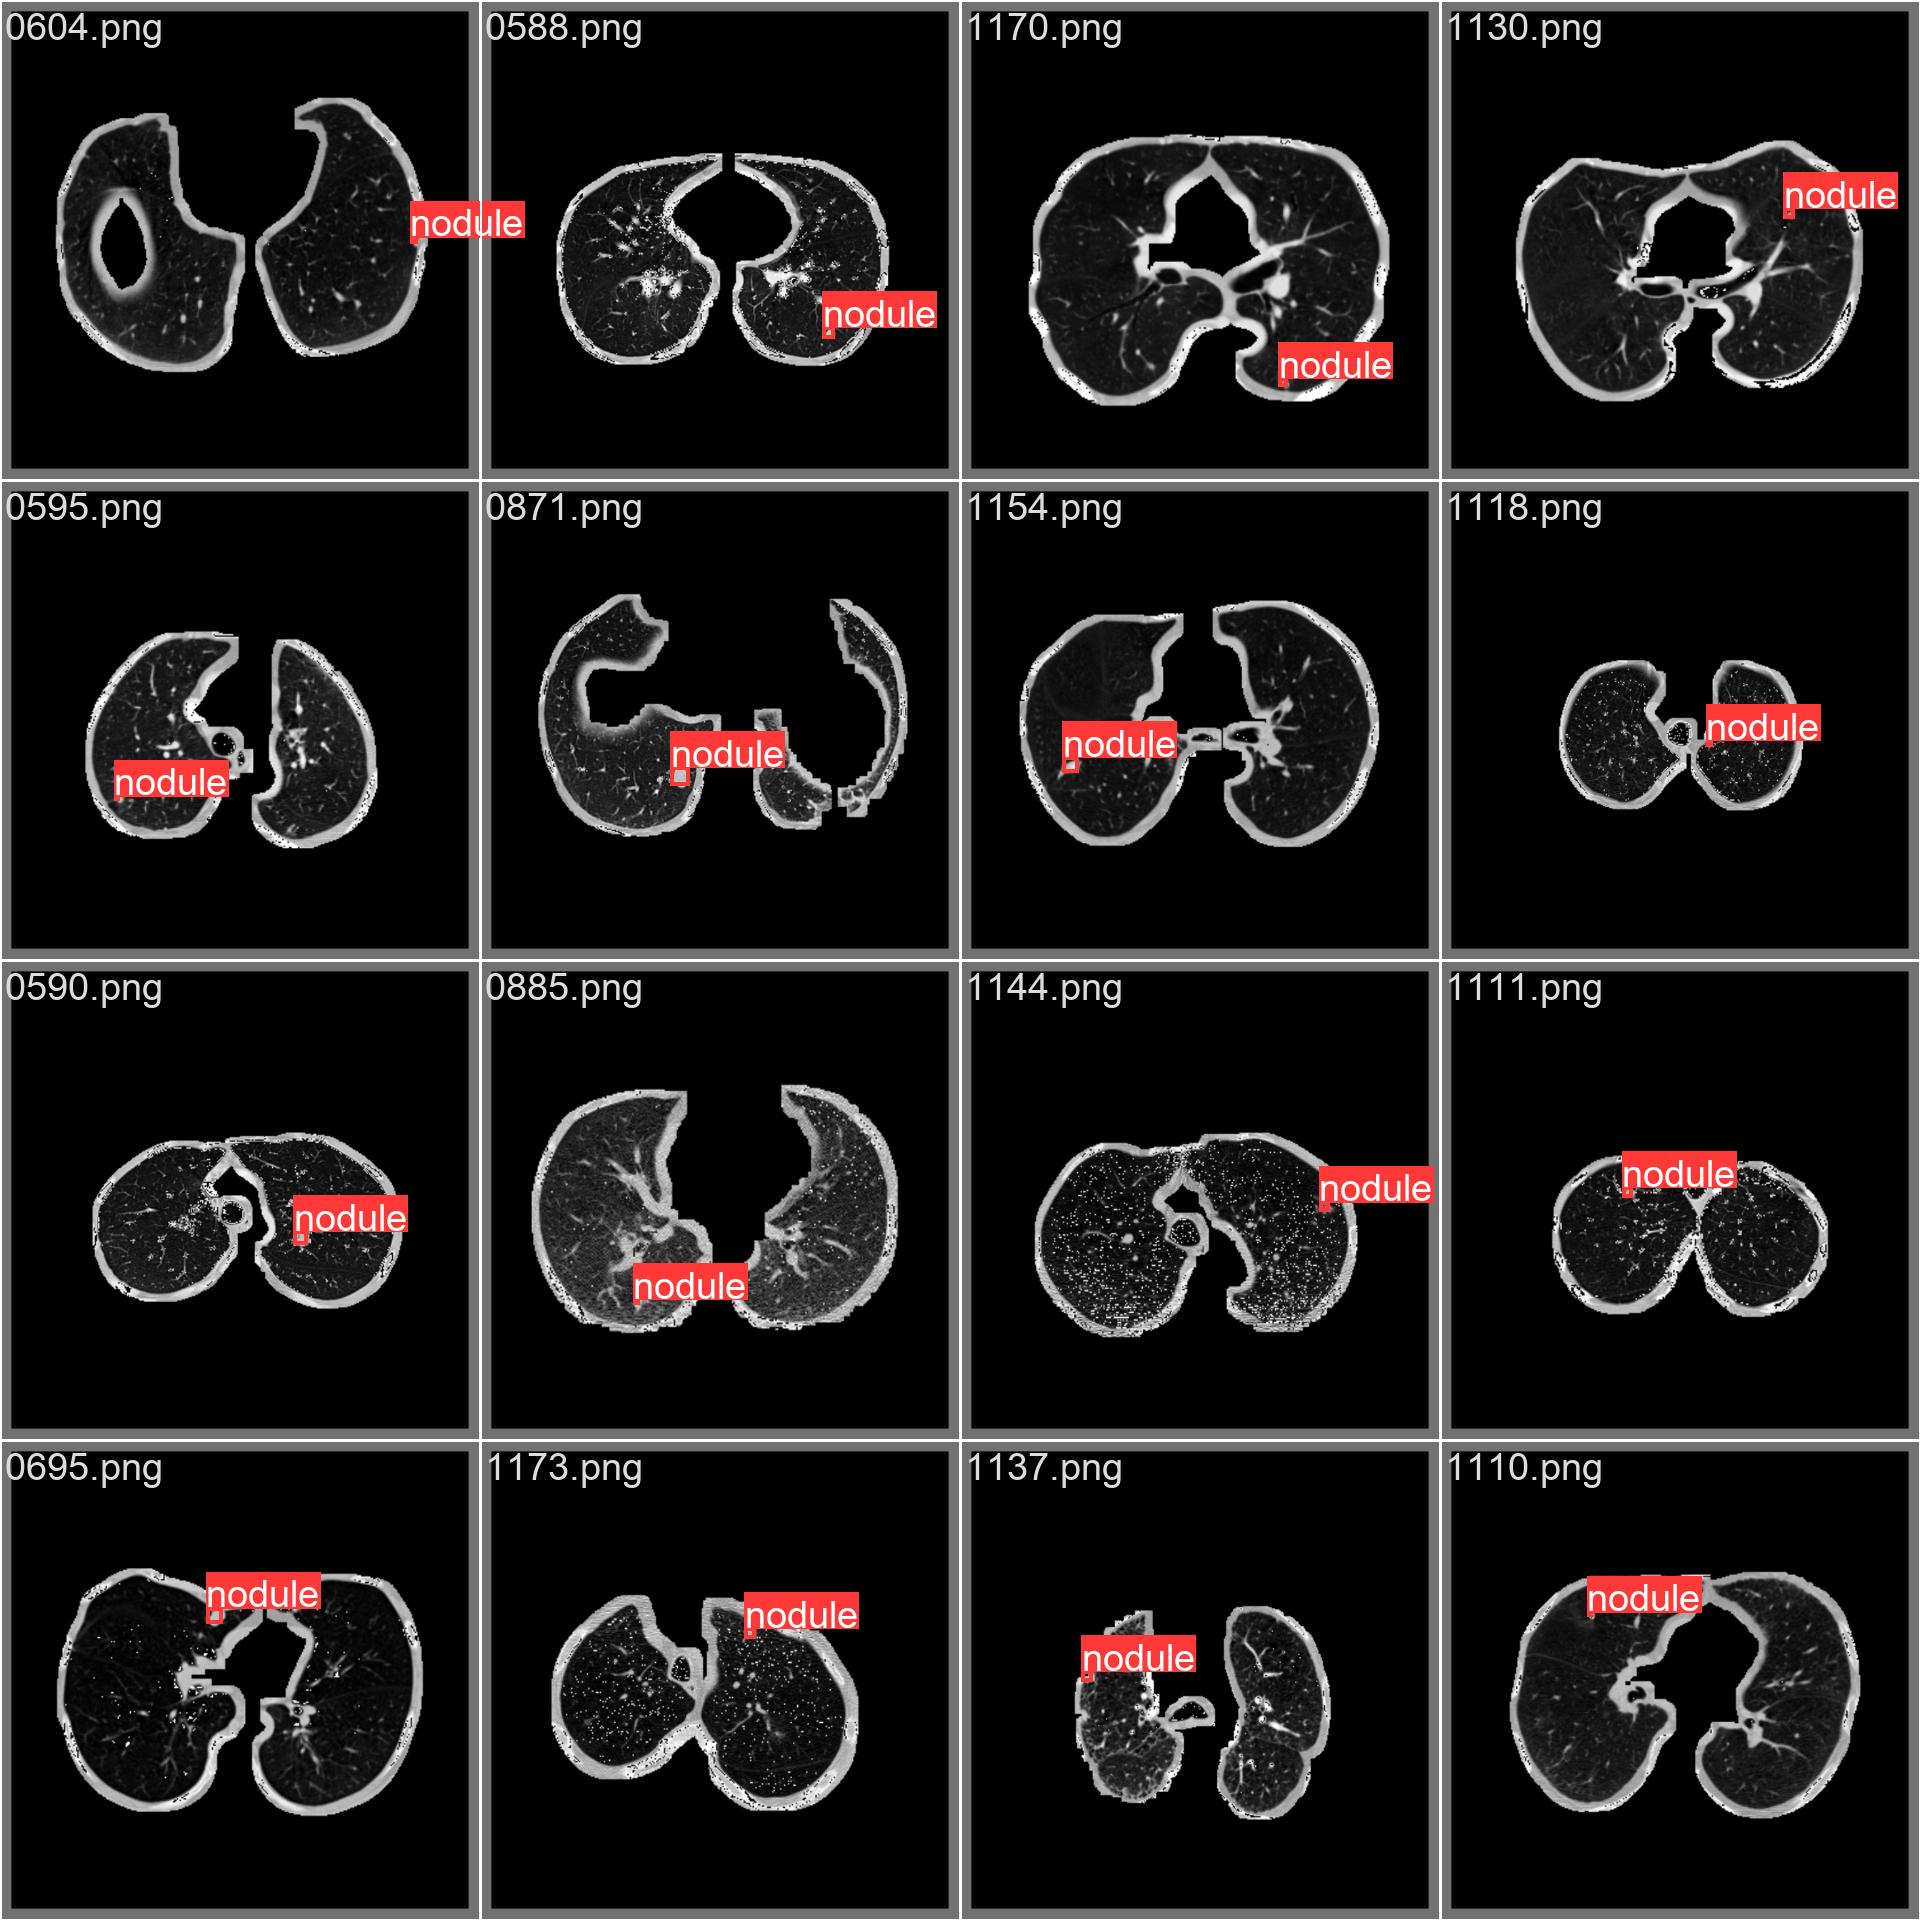 0604.png
0588.png
1170.png
1130.png
nodule
nodule
nodule
nodule
0595.png
0871.png
1154.png
1118.png
nodule
nodule
nodule
nodule
0590.png
0885.png
1144.png
1111.png
nodule
nodule
nodule
nodule
0695.png
1173.png
1137.png
1110.png
nodule
nodule
nodule
nodule